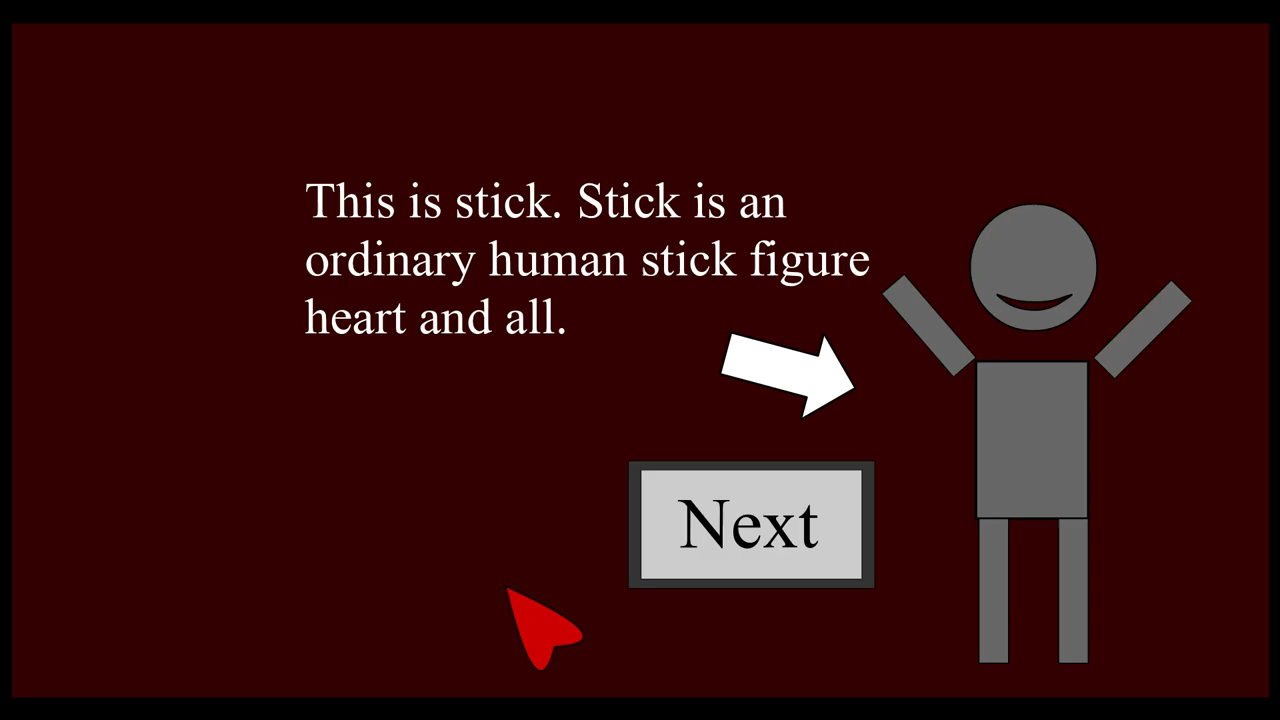 This is stick. Stick is an
ordinary human stick figure
heart and all.
Next